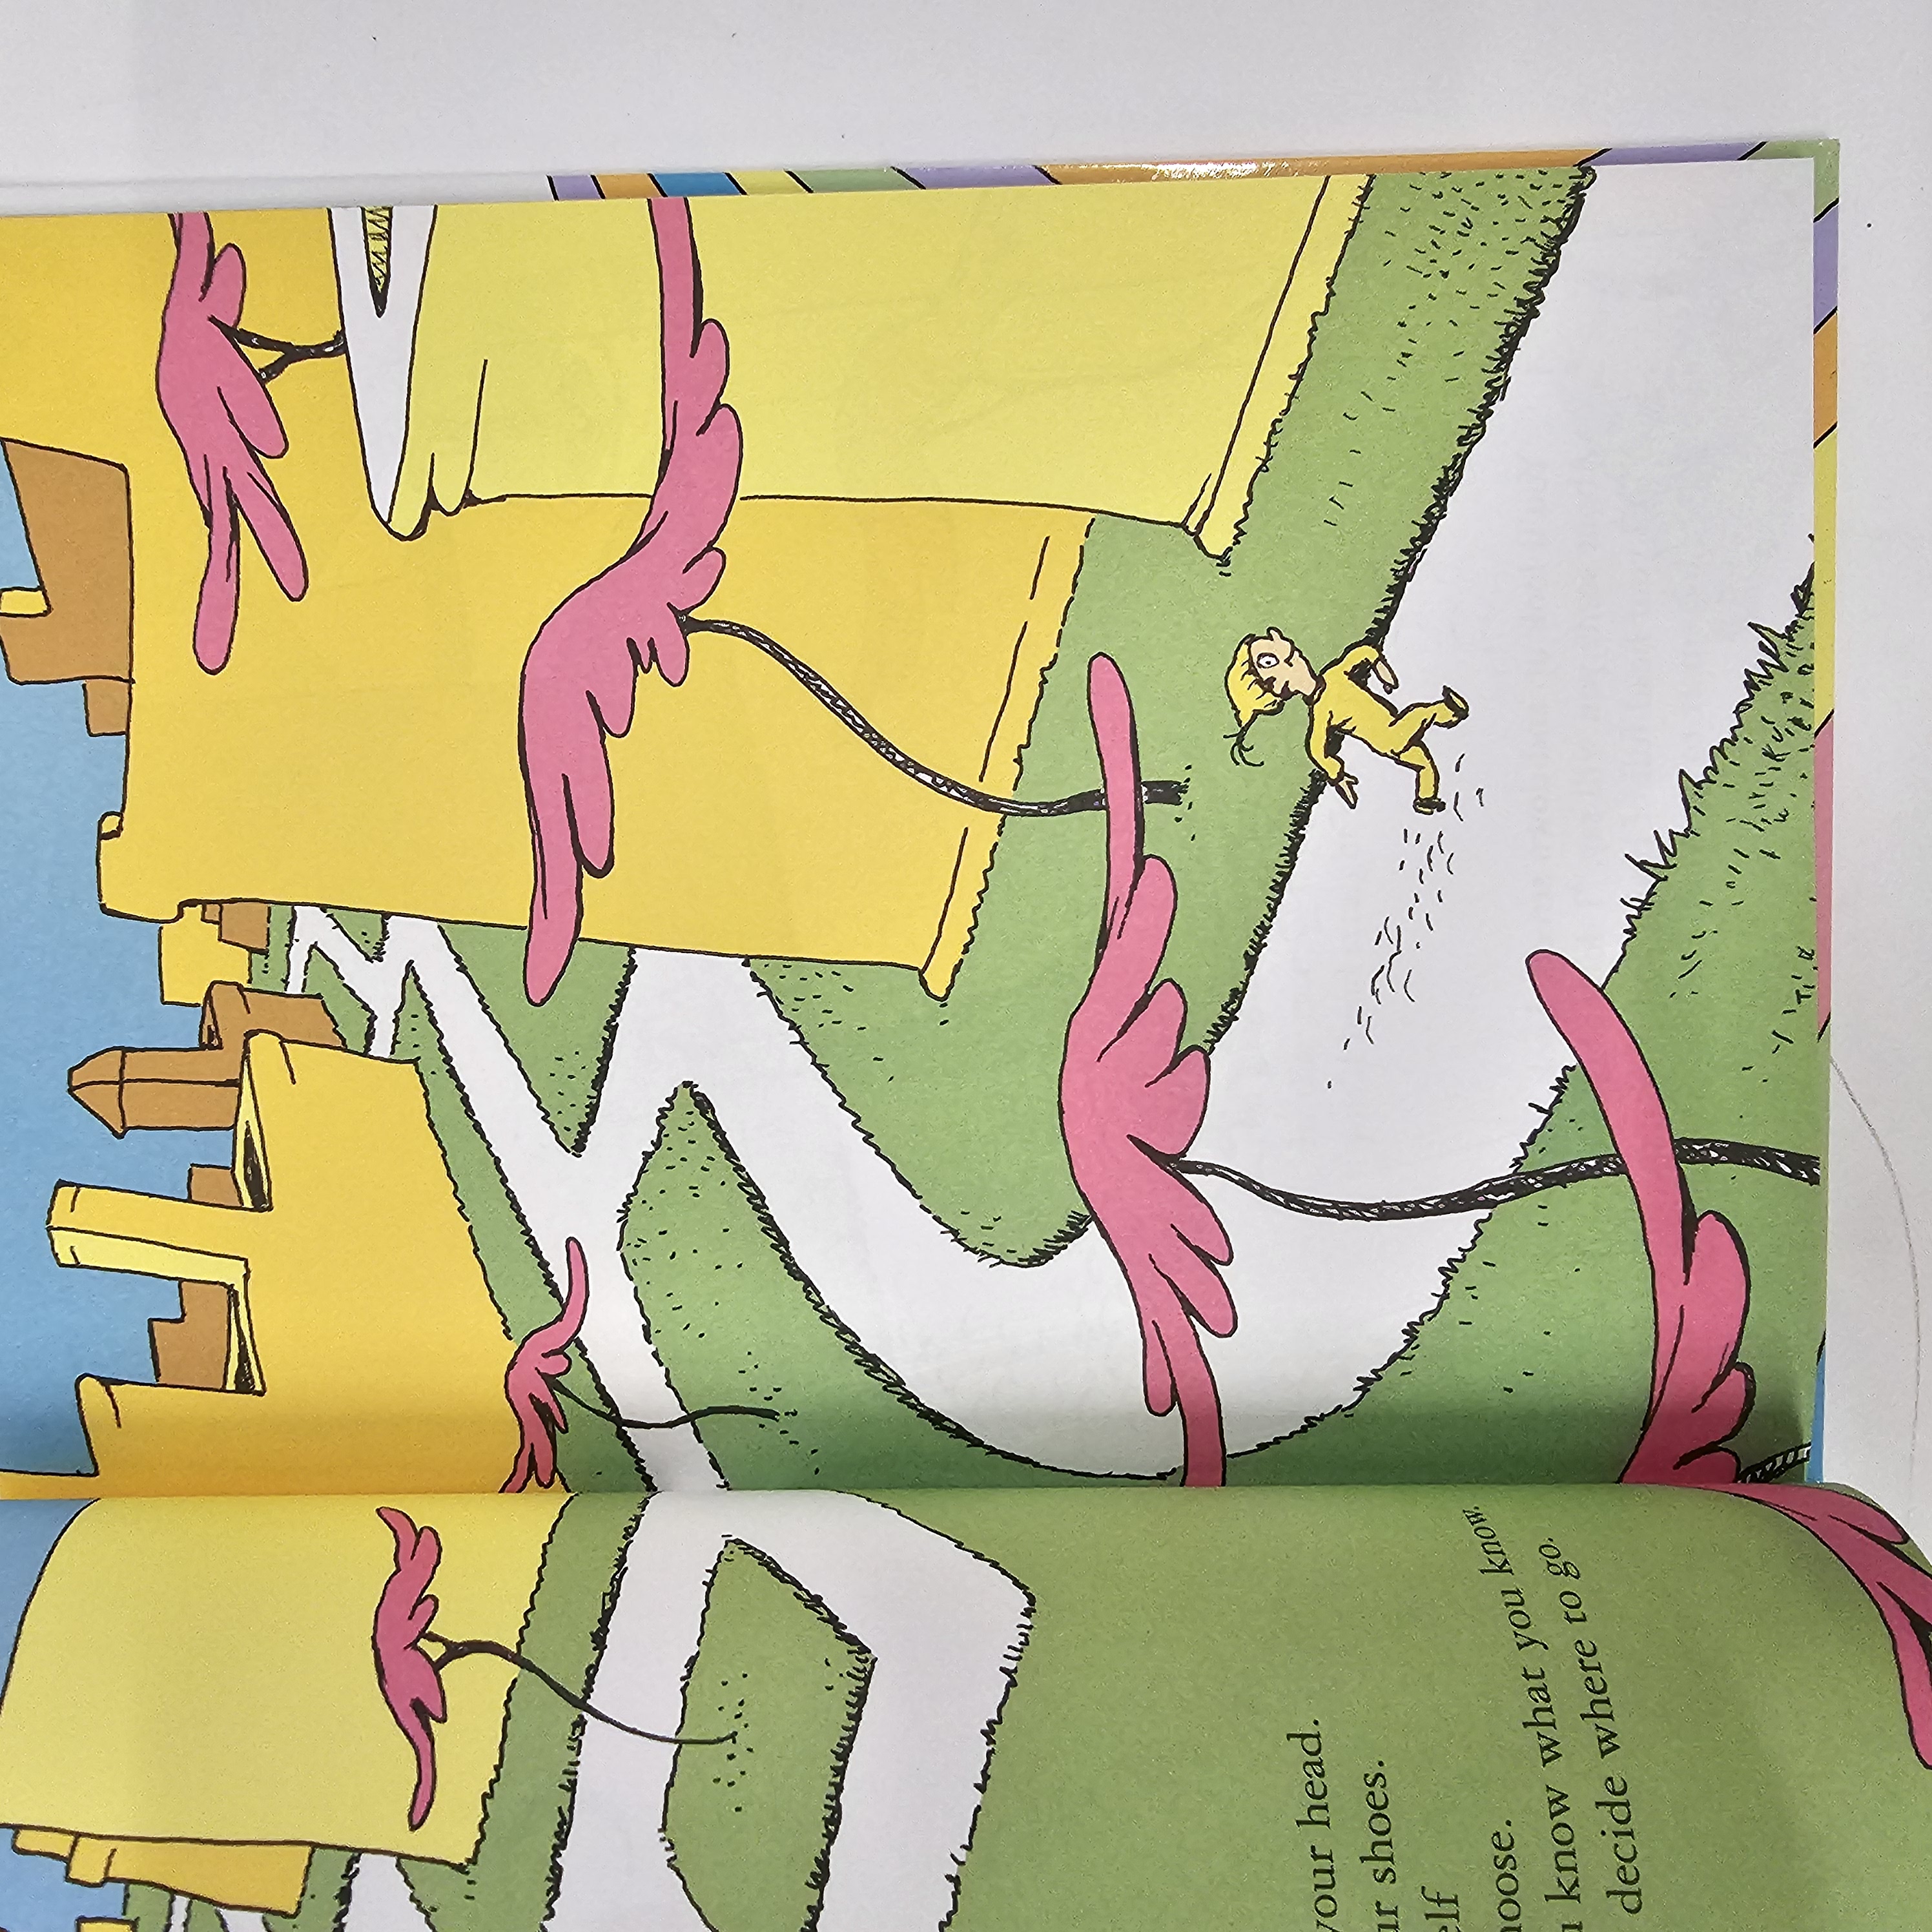 your head.
ur shoes.
elf
hoose.
u know what you know.
decide where to go.